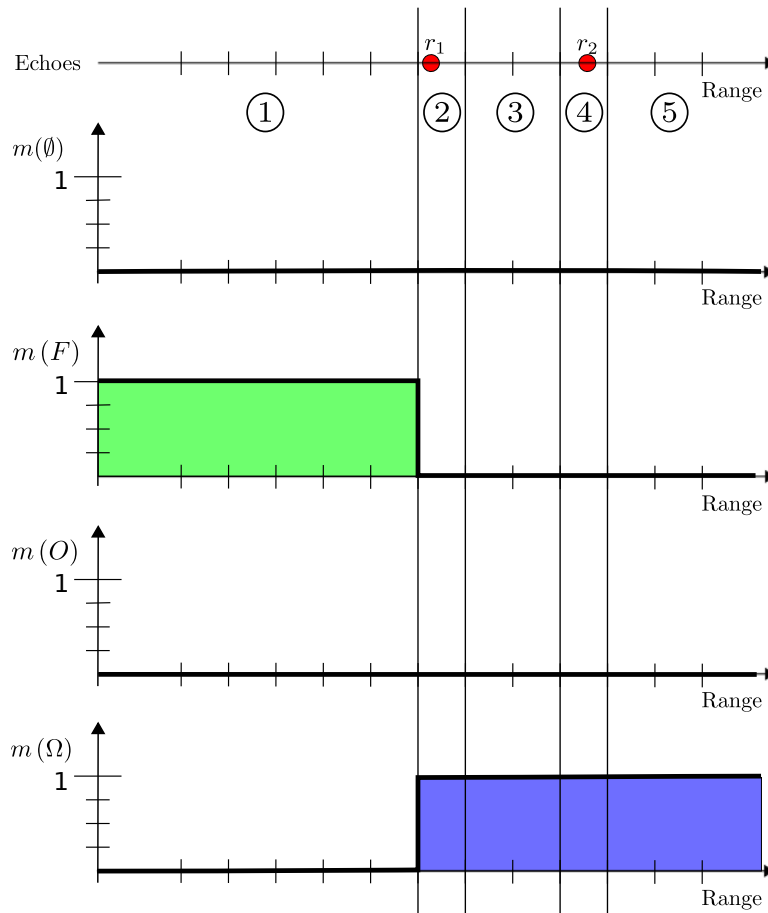 r₁ r₂
Echoes
Range
① ② ③ ④ ⑤
m(∅)
1
Range
m (F)
1
Range
m (O)
1
Range
m (Ω)
1
Range